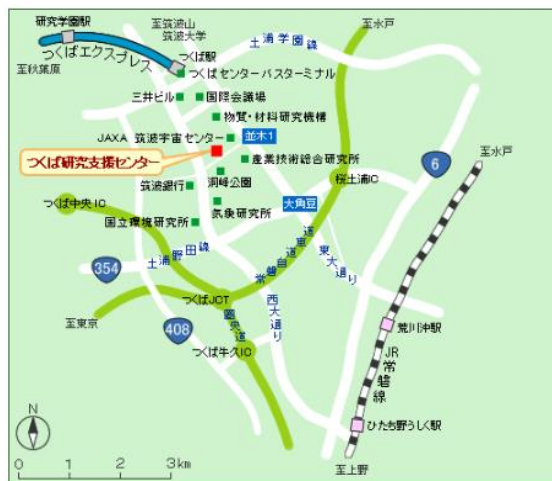 至筑波山
筑波大学
至水戸
研究学園駅
つくばエクスプレス
つくば駅
土浦学園線
至秋葉原
つくばセンターバスターミナル
三井ビル
国際会議場
物質・材料研究機構
JAXA 筑波宇宙センター
並木1
つくば研究支援センター
産業技術総合研究所
至水戸
6
洞峰公園
筑波銀行
桜土浦IC
つくば中央IC
気象研究所
大角豆
国立環境研究所
土浦野田線
常磐自動車道
東大通り
354
つくばJCT
西大通り
至東京
408
圏央道
つくば牛久IC
荒川沖駅
JR常磐線
N
ひたち野うしく駅
0 1 2 3km
至上野